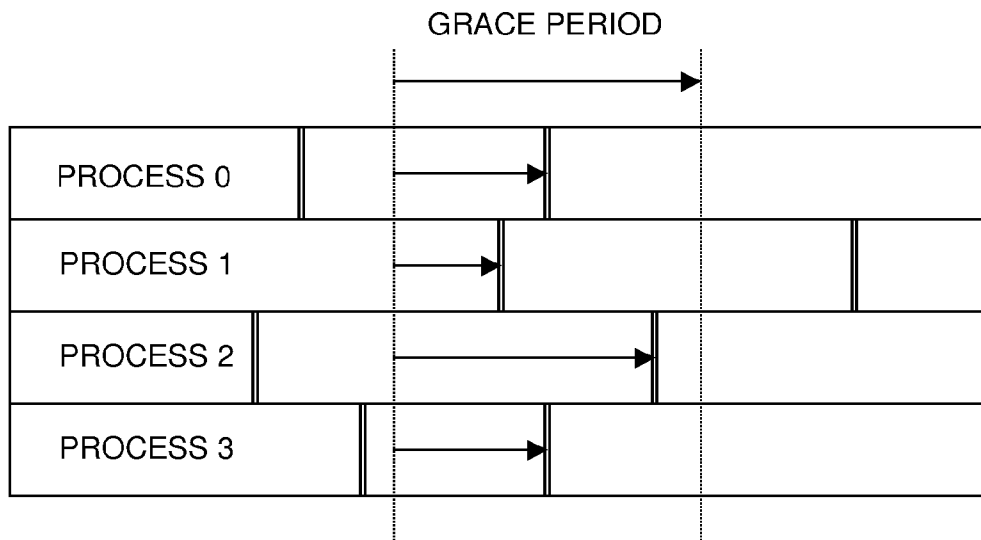 GRACE PERIOD
PROCESS 0
PROCESS 1
PROCESS 2
PROCESS 3